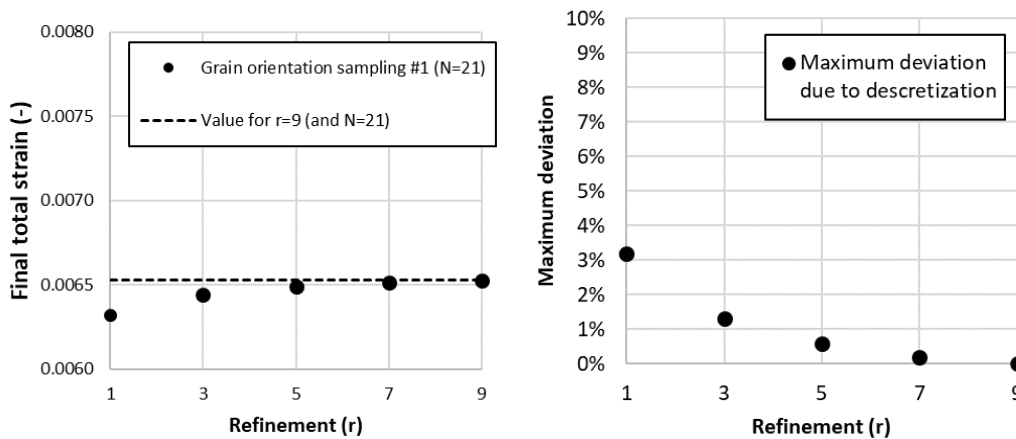 0.0080
0.0075
0.0070
0.0065
0.0060
Final total strain (-)
Grain orientation sampling #1 (N=21)
Value for r=9 (and N=21)
1 3 5 7 9
Refinement (r)
10%
9%
8%
7%
6%
5%
4%
3%
2%
1%
0%
Maximum deviation
Maximum deviation
due to descretization
1 3 5 7 9
Refinement (r)